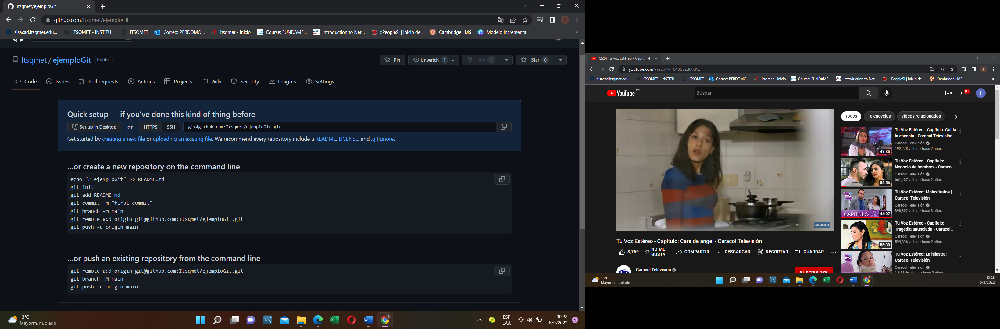 Itsqmet/ejemploGit
github.com/Itsqmet/ejemploGit
sisacad.itsqmet.edu... ITSQMET - INSTITU... ITSQMET Correo: PERDOMO... itsqmet - Inicio Course: FUNDAME... Introduction to Net... ::PeopleSI | Inicio de... Cambridge LMS Modelo Incremental »
Itsqmet / ejemploGit Public
Pin Unwatch 1 Fork 0 Star 0
Code Issues Pull requests Actions Projects Wiki Security Insights Settings
Quick setup — if you've done this kind of thing before
Set up in Desktop or HTTPS SSH git@github.com:Itsqmet/ejemploGit.git
Get started by creating a new file or uploading an existing file. We recommend every repository include a README, LICENSE, and .gitignore.
...or create a new repository on the command line
echo "# ejemploGit" >> README.md
git init
git add README.md
git commit -m "first commit"
git branch -M main
git remote add origin git@github.com:Itsqmet/ejemploGit.git
git push -u origin main
...or push an existing repository from the command line
git remote add origin git@github.com:Itsqmet/ejemploGit.git
git branch -M main
git push -u origin main
13°C
Mayorm. nublado
ESP
LAA
10:28
6/9/2022
1
(220) Tu Voz Estéreo - Capítu
youtube.com/watch?v=643b7zdOKKQ
sisacad.itsqmet.edu... ITSQMET - INSTITU... ITSQMET Correo: PERDOMO... itsqmet - Inicio Course: FUNDAME... Introduction to Net... ::PeopleSI | Inicio de... Cambridge LMS »
YouTube EC
Buscar
9+
I
SUSCRÍBETE
Tu Voz Estéreo - Capítulo: Cara de angel - Caracol Televisión
8,769 NO ME GUSTA COMPARTIR DESCARGAR RECORTAR GUARDAR ...
Caracol Televisión
SUSCRIBIRSE
Todos Telenovelas Videos relacionados
Tu Voz Estéreo - Capítulo: Cuida
la esencia - Caracol Televisión
Caracol Televisión
192,278 vistas • hace 2 años
49:35
Tu Voz Estéreo - Capítulo:
Negocio de hombres - Caracol...
Caracol Televisión
661,407 vistas • hace 2 años
55:56
Tu Voz Estéreo: Malos tratos |
Caracol Televisión
Caracol Televisión
898,802 vistas • hace 3 años
CAPÍTULO
44:07
Tu Voz Estéreo - Capítulo:
Tragedia anunciada - Caracol...
Caracol Televisión
599,896 vistas • hace 2 años
55:30
Tu Voz Estéreo: La hijastra|
Caracol Televisión
Caracol Televisión
13°C
Mayorm. nublado
10:28
6/9/2022